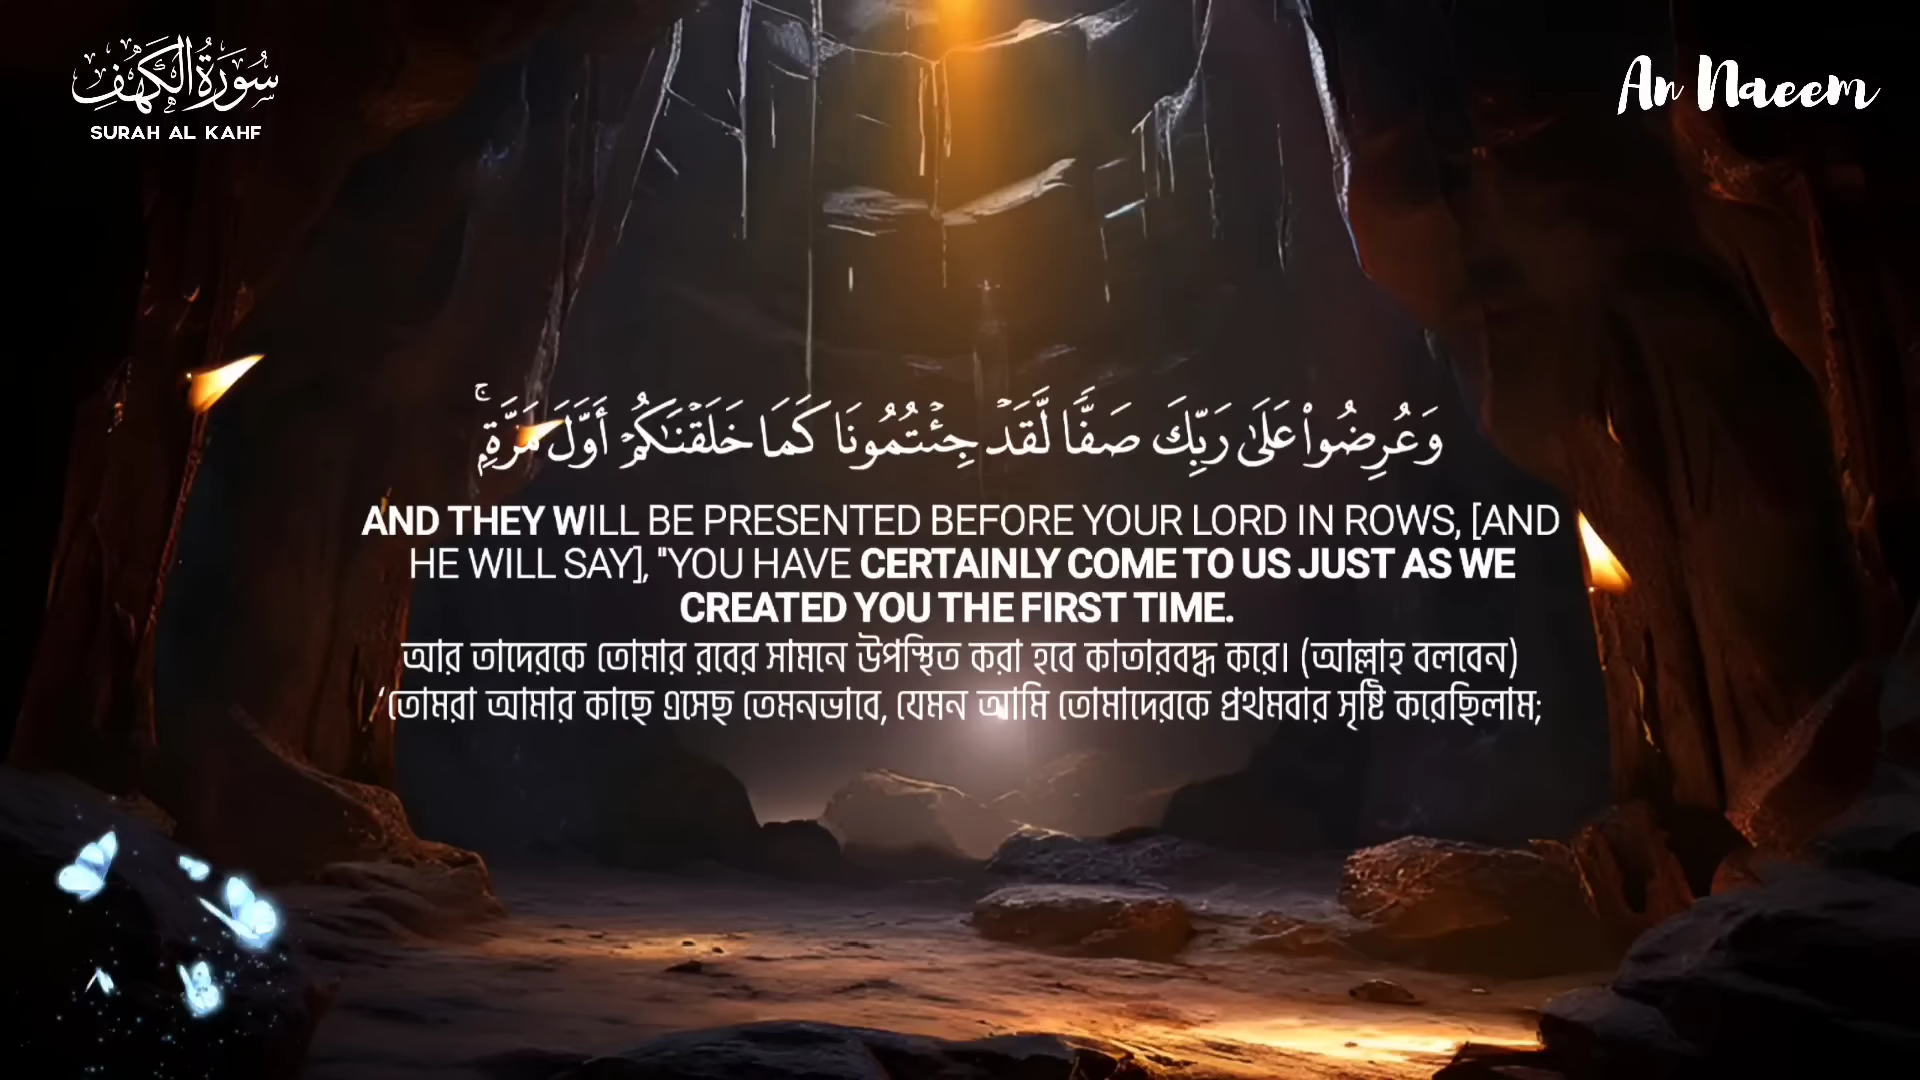 سُورَةُ الكَهْفِ
SURAH AL KAHF
An Naeem
وَعُرِضُوا۟ عَلَىٰ رَبِّكَ صَفًّا لَّقَدْ جِئْتُمُونَا كَمَا خَلَقْنَـٰكُمْ أَوَّلَ مَرَّةٍۭ ۚ
AND THEY WILL BE PRESENTED BEFORE YOUR LORD IN ROWS, [AND
HE WILL SAY], "YOU HAVE CERTAINLY COME TO US JUST AS WE
CREATED YOU THE FIRST TIME.
আর তাদেরকে তোমার রবের সামনে উপস্থিত করা হবে কাতারবদ্ধ করে। (আল্লাহ বলবেন)
‘তোমরা আমার কাছে এসেছ তেমনভাবে, যেমন আমি তোমাদেরকে প্রথমবার সৃষ্টি করেছিলাম;